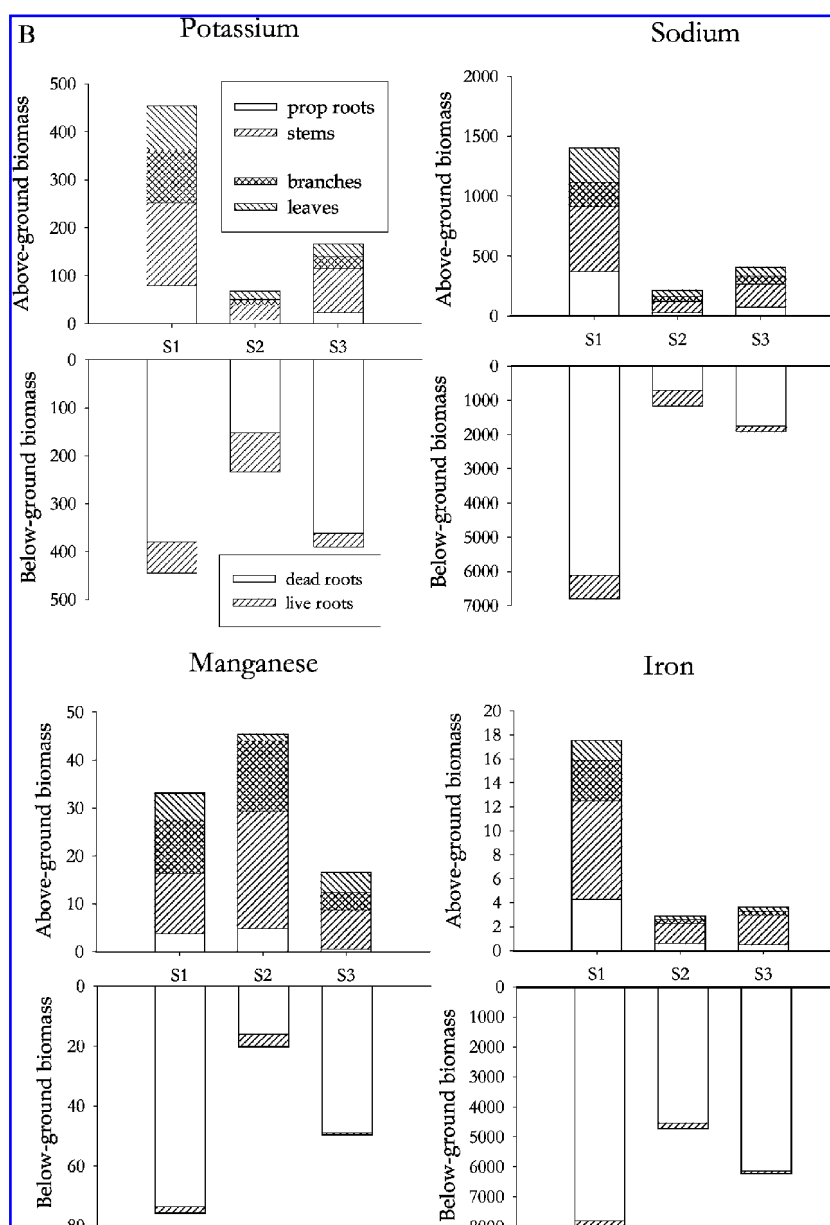 B
Potassium
Above-ground biomass
500
400
300
200
100
0
prop roots
stems
branches
leaves
S1 S2 S3
Below-ground biomass
0
100
200
300
400
500
dead roots
live roots
Sodium
Above-ground biomass
2000
1500
1000
500
0
S1 S2 S3
Below-ground biomass
0
1000
2000
3000
4000
5000
6000
7000
Manganese
Above-ground biomass
50
40
30
20
10
0
S1 S2 S3
Below-ground biomass
0
20
40
60
80
Iron
Above-ground biomass
20
18
16
14
12
10
8
6
4
2
0
S1 S2 S3
Below-ground biomass
0
1000
2000
3000
4000
5000
6000
7000
8000